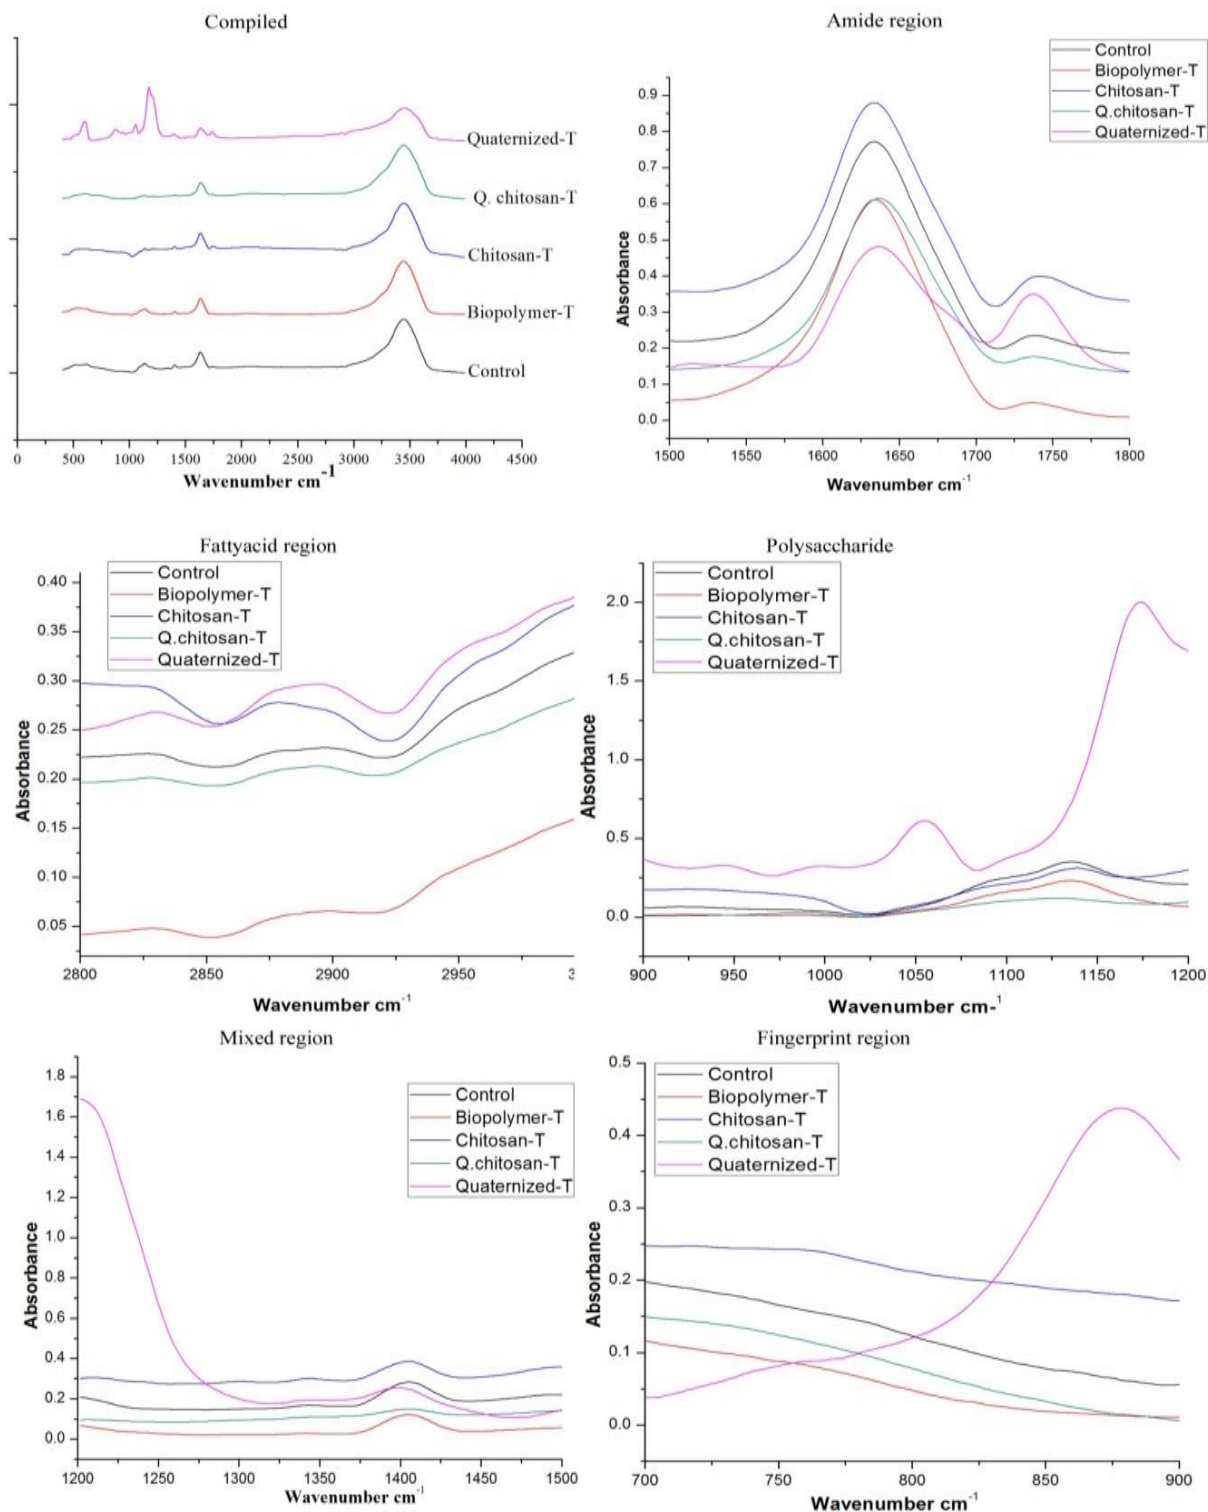 Compiled
Quaternized-T
Q. chitosan-T
Chitosan-T
Biopolymer-T
Control
0 500 1000 1500 2000 2500 3000 3500 4000 4500
Wavenumber cm-1
Amide region
Control
Biopolymer-T
Chitosan-T
Q.chitosan-T
Quaternized-T
0.9
0.8
0.7
0.6
0.5
0.4
0.3
0.2
0.1
0.0
Absorbance
1500 1550 1600 1650 1700 1750 1800
Wavenumber cm-1
Fattyacid region
Control
Biopolymer-T
Chitosan-T
Q.chitosan-T
Quaternized-T
0.40
0.35
0.30
0.25
0.20
0.15
0.10
0.05
Absorbance
2800 2850 2900 2950
Wavenumber cm-1
Polysaccharide
Control
Biopolymer-T
Chitosan-T
Q.chitosan-T
Quaternized-T
2.0
1.5
1.0
0.5
0.0
Absorbance
900 950 1000 1050 1100 1150 1200
Wavenumber cm-1
Mixed region
Control
Biopolymer-T
Chitosan-T
Q.chitosan-T
Quaternized-T
1.8
1.6
1.4
1.2
1.0
0.8
0.6
0.4
0.2
0.0
Absorbance
1200 1250 1300 1350 1400 1450 1500
Wavenumber cm-1
Fingerprint region
Control
Biopolymer-T
Chitosan-T
Q.chitosan-T
Quaternized-T
0.5
0.4
0.3
0.2
0.1
0.0
Absorbance
700 750 800 850 900
Wavenumber cm-1